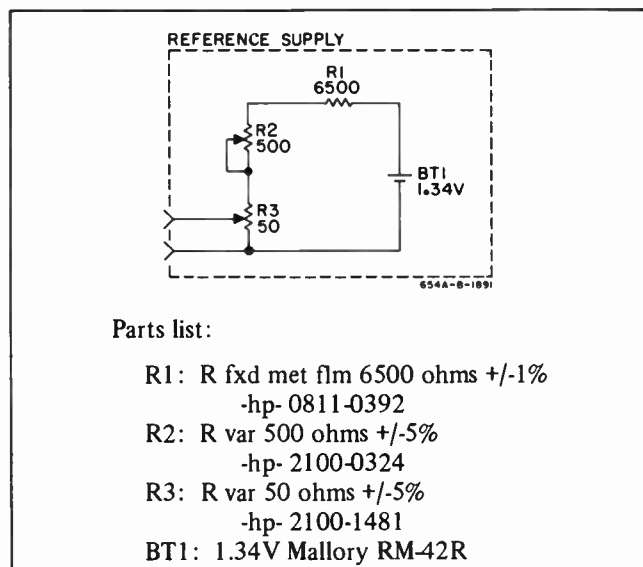 REFERENCE SUPPLY
R1
6500
R2
500
BT1
1.34V
R3
50
654A-B-1891
Parts list:
R1: R fxd met flm 6500 ohms +/-1%
-hp- 0811-0392
R2: R var 500 ohms +/-5%
-hp- 2100-0324
R3: R var 50 ohms +/-5%
-hp- 2100-1481
BT1: 1.34V Mallory RM-42R